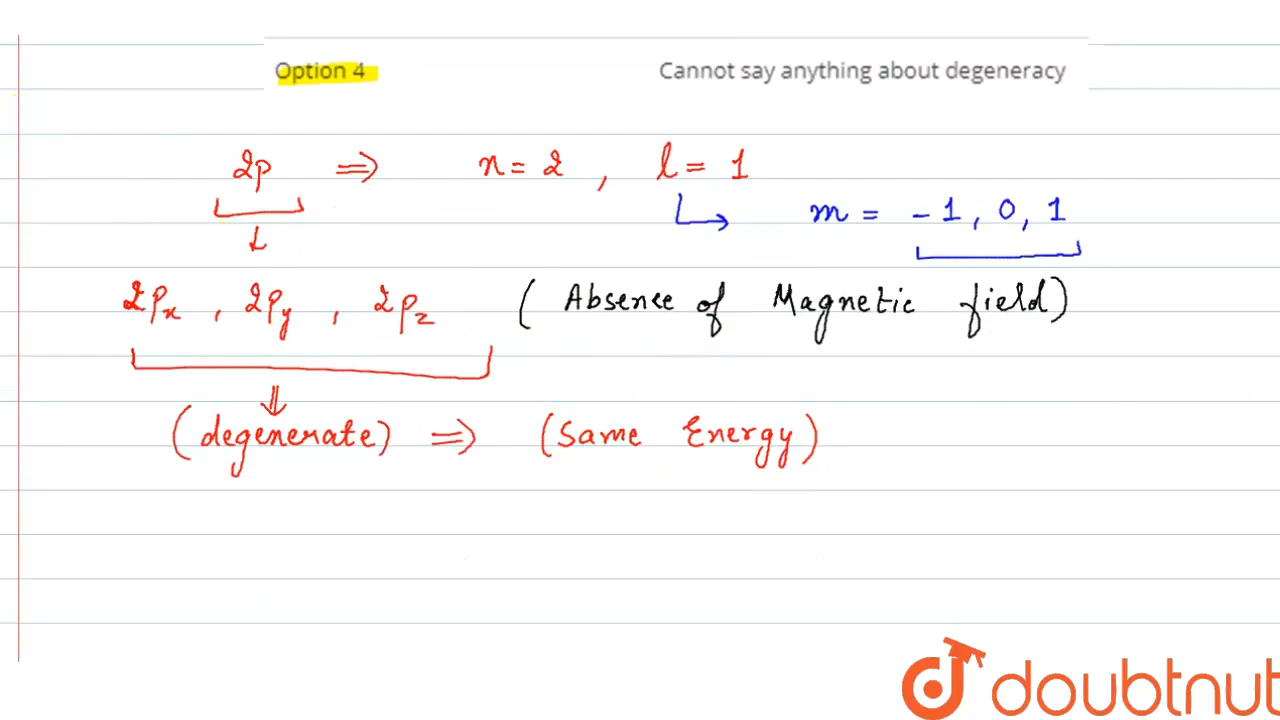 Option 4 Cannot say anything about degeneracy
2p ⇒ n = 2 , l = 1
m = -1, 0, 1
2px , 2py , 2pz ( Absence of Magnetic field )
(degenerate) ⇒ (Same Energy)
doubtnut